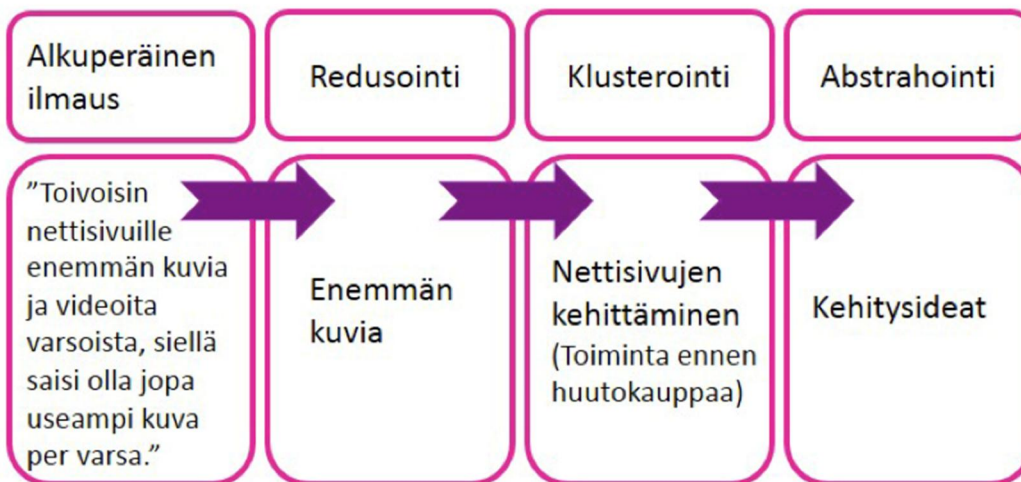 Alkuperäinen
ilmaus
Redusointi
Klusterointi
Abstrahointi
”Toivoisin
nettisivuille
enemmän kuvia
ja videoita
varsoista, siellä
saisi olla jopa
useampi kuva
per varsa.”
Enemmän
kuvia
Nettisivujen
kehittäminen
(Toiminta ennen
huutokauppaa)
Kehitysideat